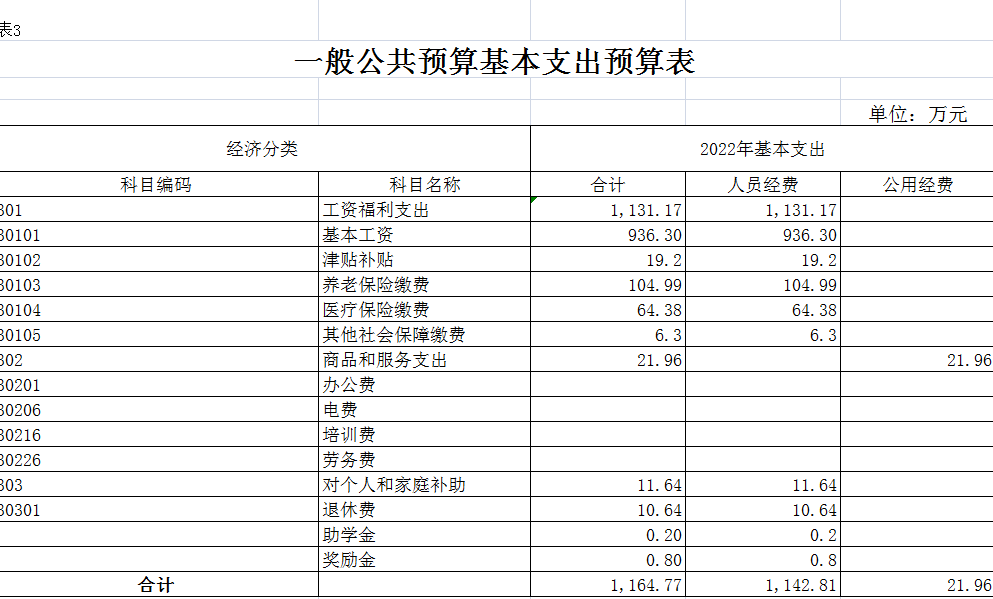 表3
一般公共预算基本支出预算表
单位：万元
经济分类 2022年基本支出
科目编码 科目名称 合计 人员经费 公用经费
301 工资福利支出 1,131.17 1,131.17
30101 基本工资 936.30 936.30
30102 津贴补贴 19.2 19.2
30103 养老保险缴费 104.99 104.99
30104 医疗保险缴费 64.38 64.38
30105 其他社会保障缴费 6.3 6.3
302 商品和服务支出 21.96 21.96
30201 办公费
30206 电费
30216 培训费
30226 劳务费
303 对个人和家庭补助 11.64 11.64
30301 退休费 10.64 10.64
助学金 0.20 0.2
奖励金 0.80 0.8
合计 1,164.77 1,142.81 21.96